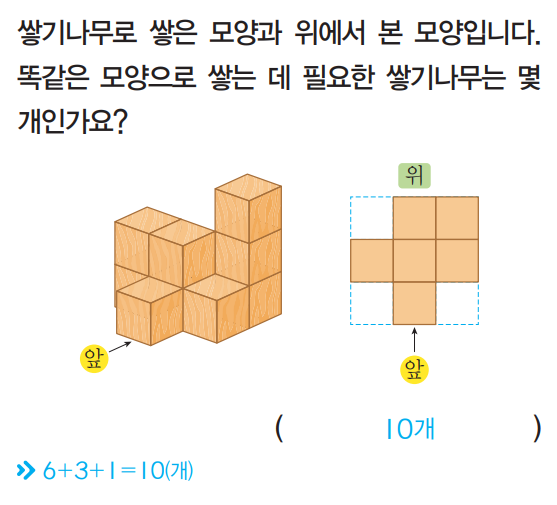 쌓기나무로 쌓은 모양과 위에서 본 모양입니다.
똑같은 모양으로 쌓는 데 필요한 쌓기나무는 몇
개인가요?
위
앞
앞
( 10개 )
» 6+3+1=10(개)